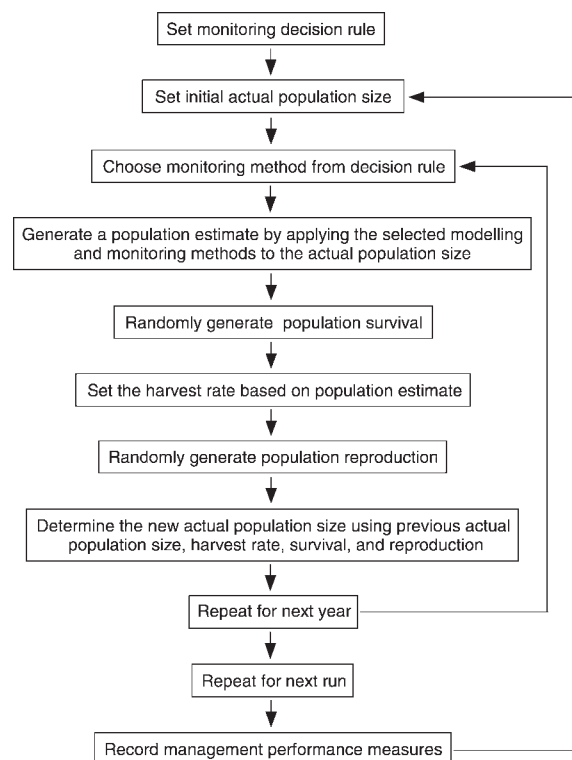 Set monitoring decision rule
Set initial actual population size
Choose monitoring method from decision rule
Generate a population estimate by applying the selected modelling
and monitoring methods to the actual population size
Randomly generate population survival
Set the harvest rate based on population estimate
Randomly generate population reproduction
Determine the new actual population size using previous actual
population size, harvest rate, survival, and reproduction
Repeat for next year
Repeat for next run
Record management performance measures